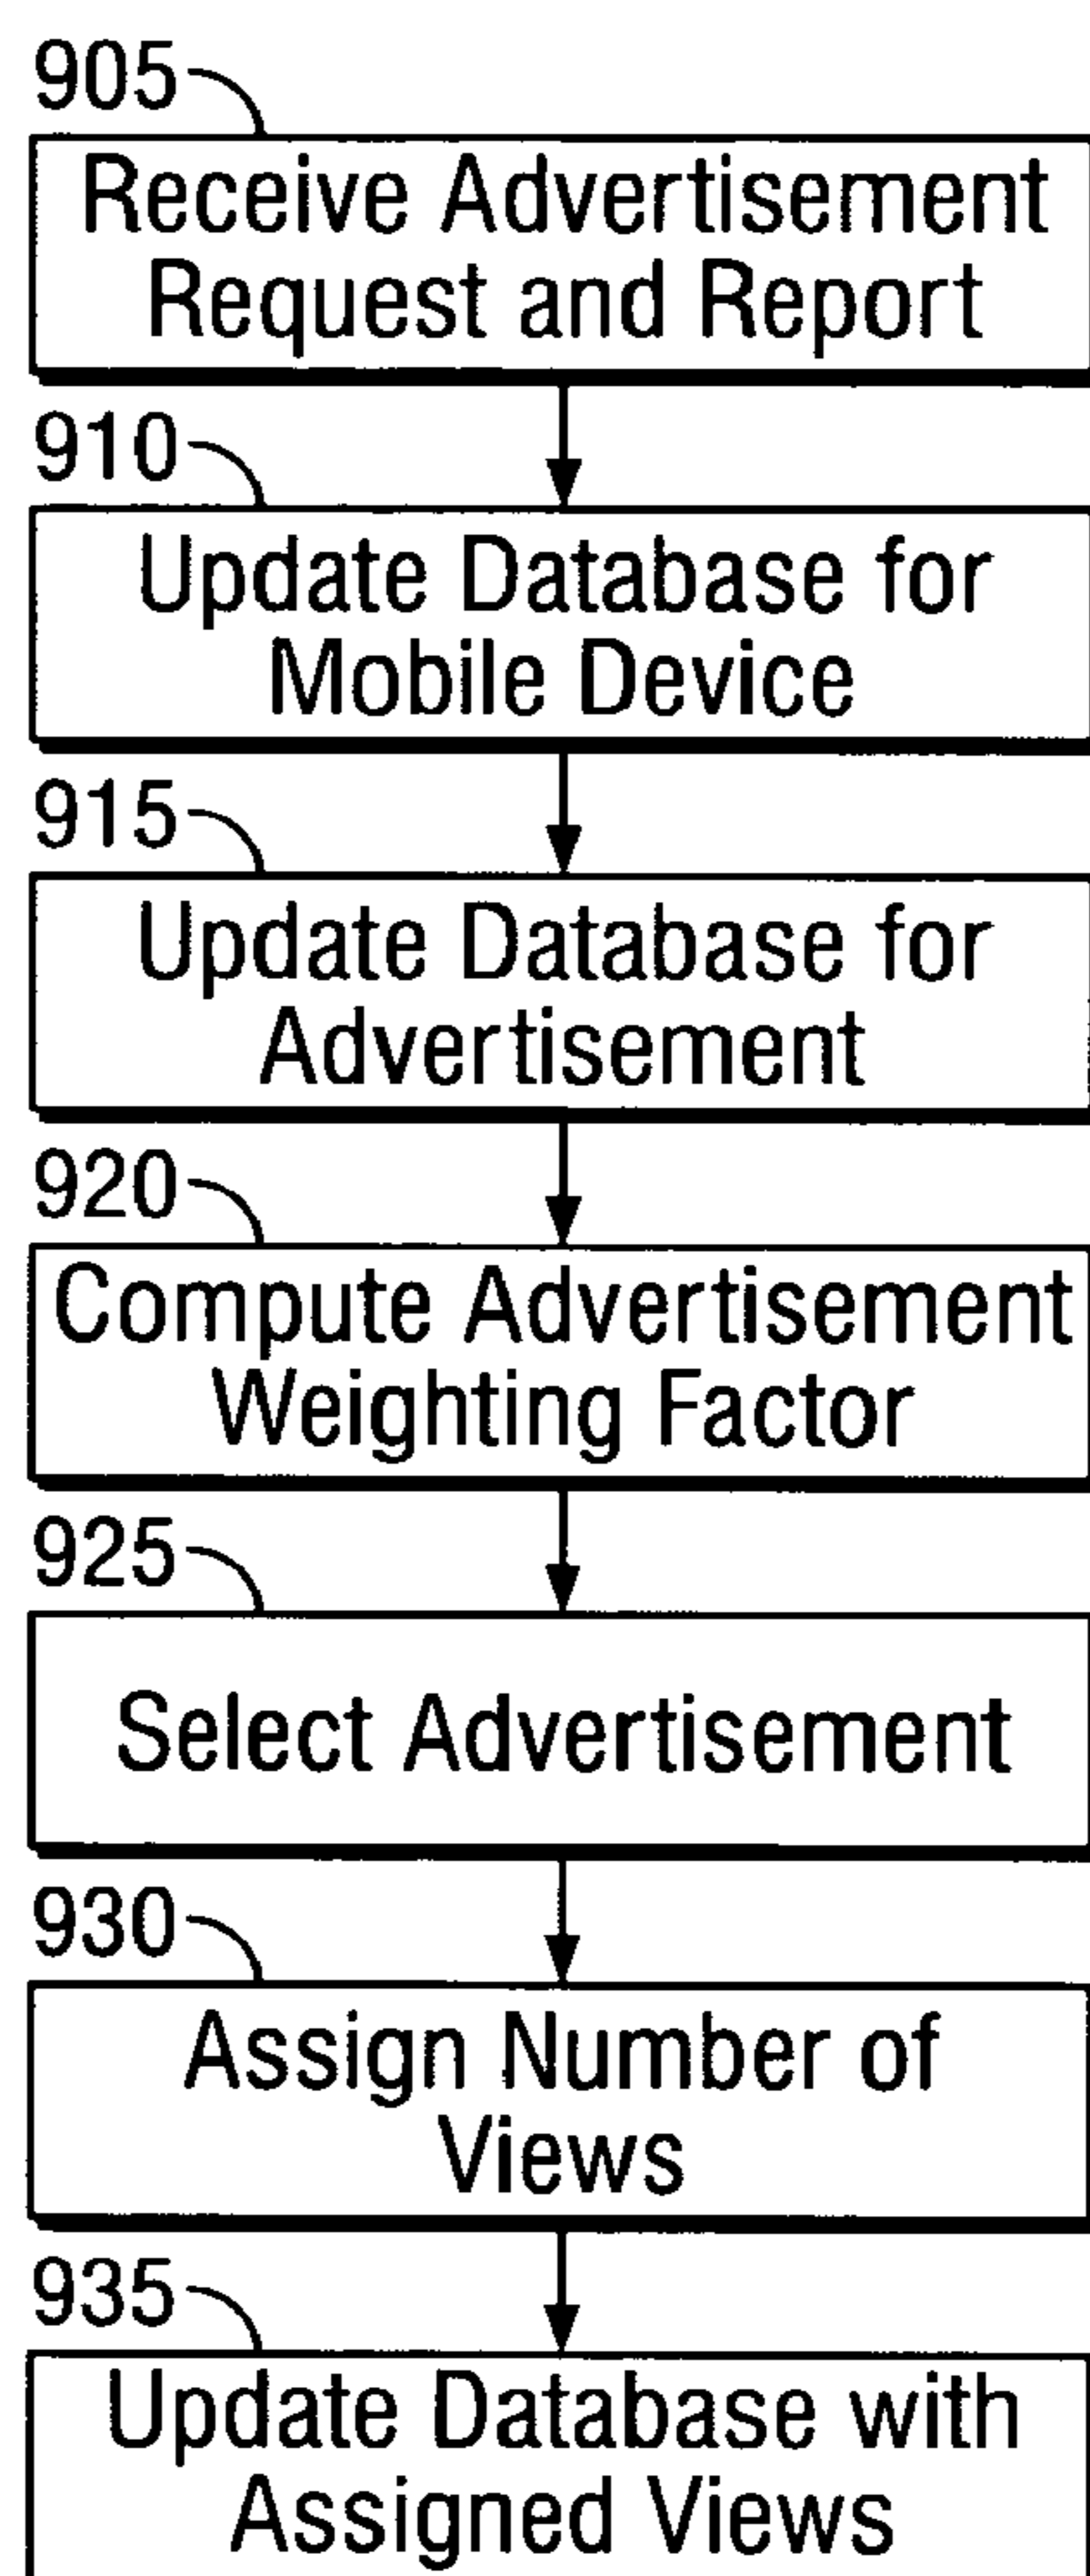 905
Receive Advertisement
Request and Report
910
Update Database for
Mobile Device
915
Update Database for
Advertisement
920
Compute Advertisement
Weighting Factor
925
Select Advertisement
930
Assign Number of
Views
935
Update Database with
Assigned Views